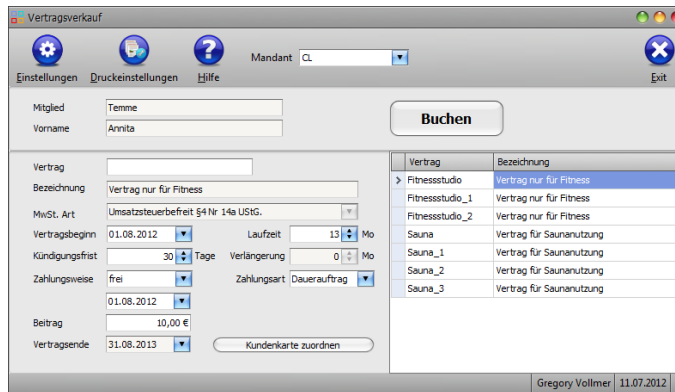 Vertragsverkauf
Mandant CL
Einstellungen Druckeinstellungen Hilfe Exit
Mitglied Temme
Vorname Annita
Buchen
Vertrag
Bezeichnung Vertrag nur für Fitness
MwSt. Art Umsatzsteuerbefreit §4 Nr 14a UStG.
Vertragsbeginn 01.08.2012 Laufzeit 13 Mo
Kündigungsfrist 30 Tage Verlängerung 0 Mo
Zahlungsweise frei Zahlungsart Dauerauftrag
01.08.2012
Beitrag 10,00 €
Vertragsende 31.08.2013 Kundenkarte zuordnen
Vertrag Bezeichnung
Fitnessstudio Vertrag nur für Fitness
Fitnessstudio_1 Vertrag nur für Fitness
Fitnessstudio_2 Vertrag nur für Fitness
Sauna Vertrag für Saunanutzung
Sauna_1 Vertrag für Saunanutzung
Sauna_2 Vertrag für Saunanutzung
Sauna_3 Vertrag für Saunanutzung
Gregory Vollmer 11.07.2012